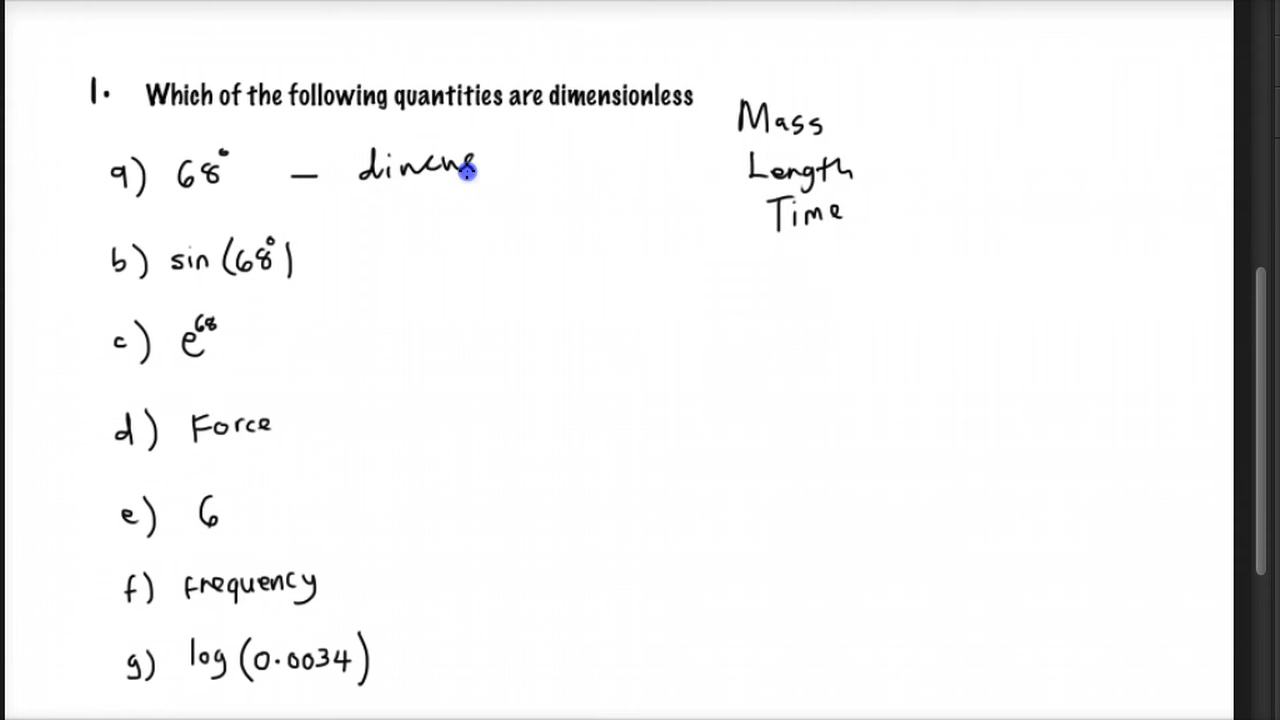 1. Which of the following quantities are dimensionless
Mass
a) 68° –
Length
Time
b) sin (68°)
c) e^68
d) Force
e) 6
f) frequency
g) log (0.0034)